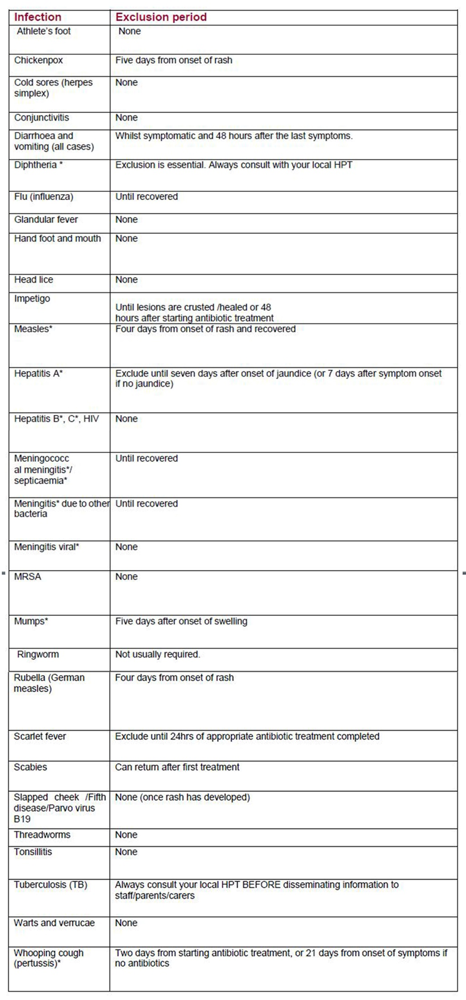 Infection Exclusion period
Athlete's foot None
Chickenpox Five days from onset of rash
Cold sores (herpes None
simplex)
Conjunctivitis None
Diarrhoea and Whilst symptomatic and 48 hours after the last symptoms.
vomiting (all cases)
Diphtheria * Exclusion is essential. Always consult with your local HPT
Flu (influenza) Until recovered
Glandular fever None
Hand foot and mouth None
Head lice None
Impetigo
Until lesions are crusted /healed or 48
hours after starting antibiotic treatment
Measles* Four days from onset of rash and recovered
Hepatitis A* Exclude until seven days after onset of jaundice (or 7 days after symptom onset
if no jaundice)
Hepatitis B*, C*, HIV None
Meningococc Until recovered
al meningitis*/
septicaemia*
Meningitis* due to other Until recovered
bacteria
Meningitis viral* None
MRSA None
Mumps* Five days after onset of swelling
Ringworm Not usually required.
Rubella (German Four days from onset of rash
measles)
Scarlet fever Exclude until 24hrs of appropriate antibiotic treatment completed
Scabies Can return after first treatment
Slapped cheek /Fifth None (once rash has developed)
disease/Parvo virus
B19
Threadworms None
Tonsillitis None
Tuberculosis (TB) Always consult your local HPT BEFORE disseminating information to
staff/parents/carers
Warts and verrucae None
Whooping cough Two days from starting antibiotic treatment, or 21 days from onset of symptoms if
(pertussis)* no antibiotics